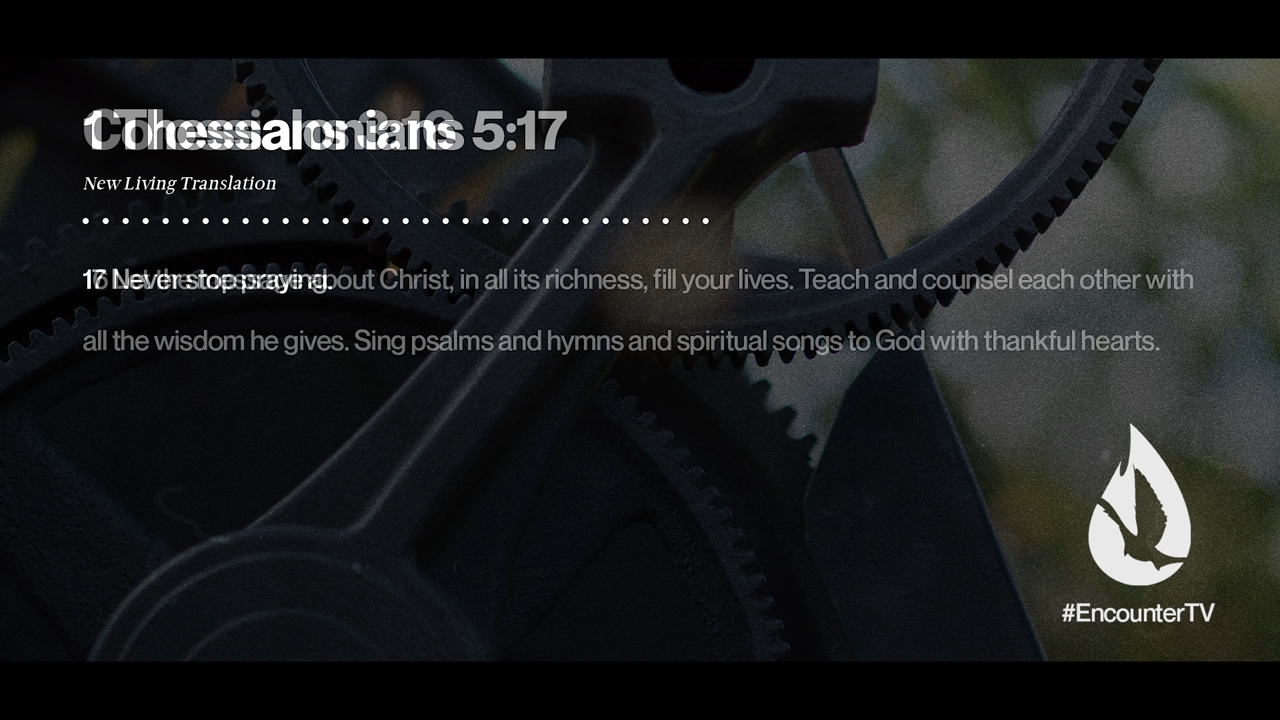 1 Thessalonians 5:17
New Living Translation
17 Never stop praying.
out Christ, in all its richness, fill your lives. Teach and counsel each other with
all the wisdom he gives. Sing psalms and hymns and spiritual songs to God with thankful hearts.
#EncounterTV